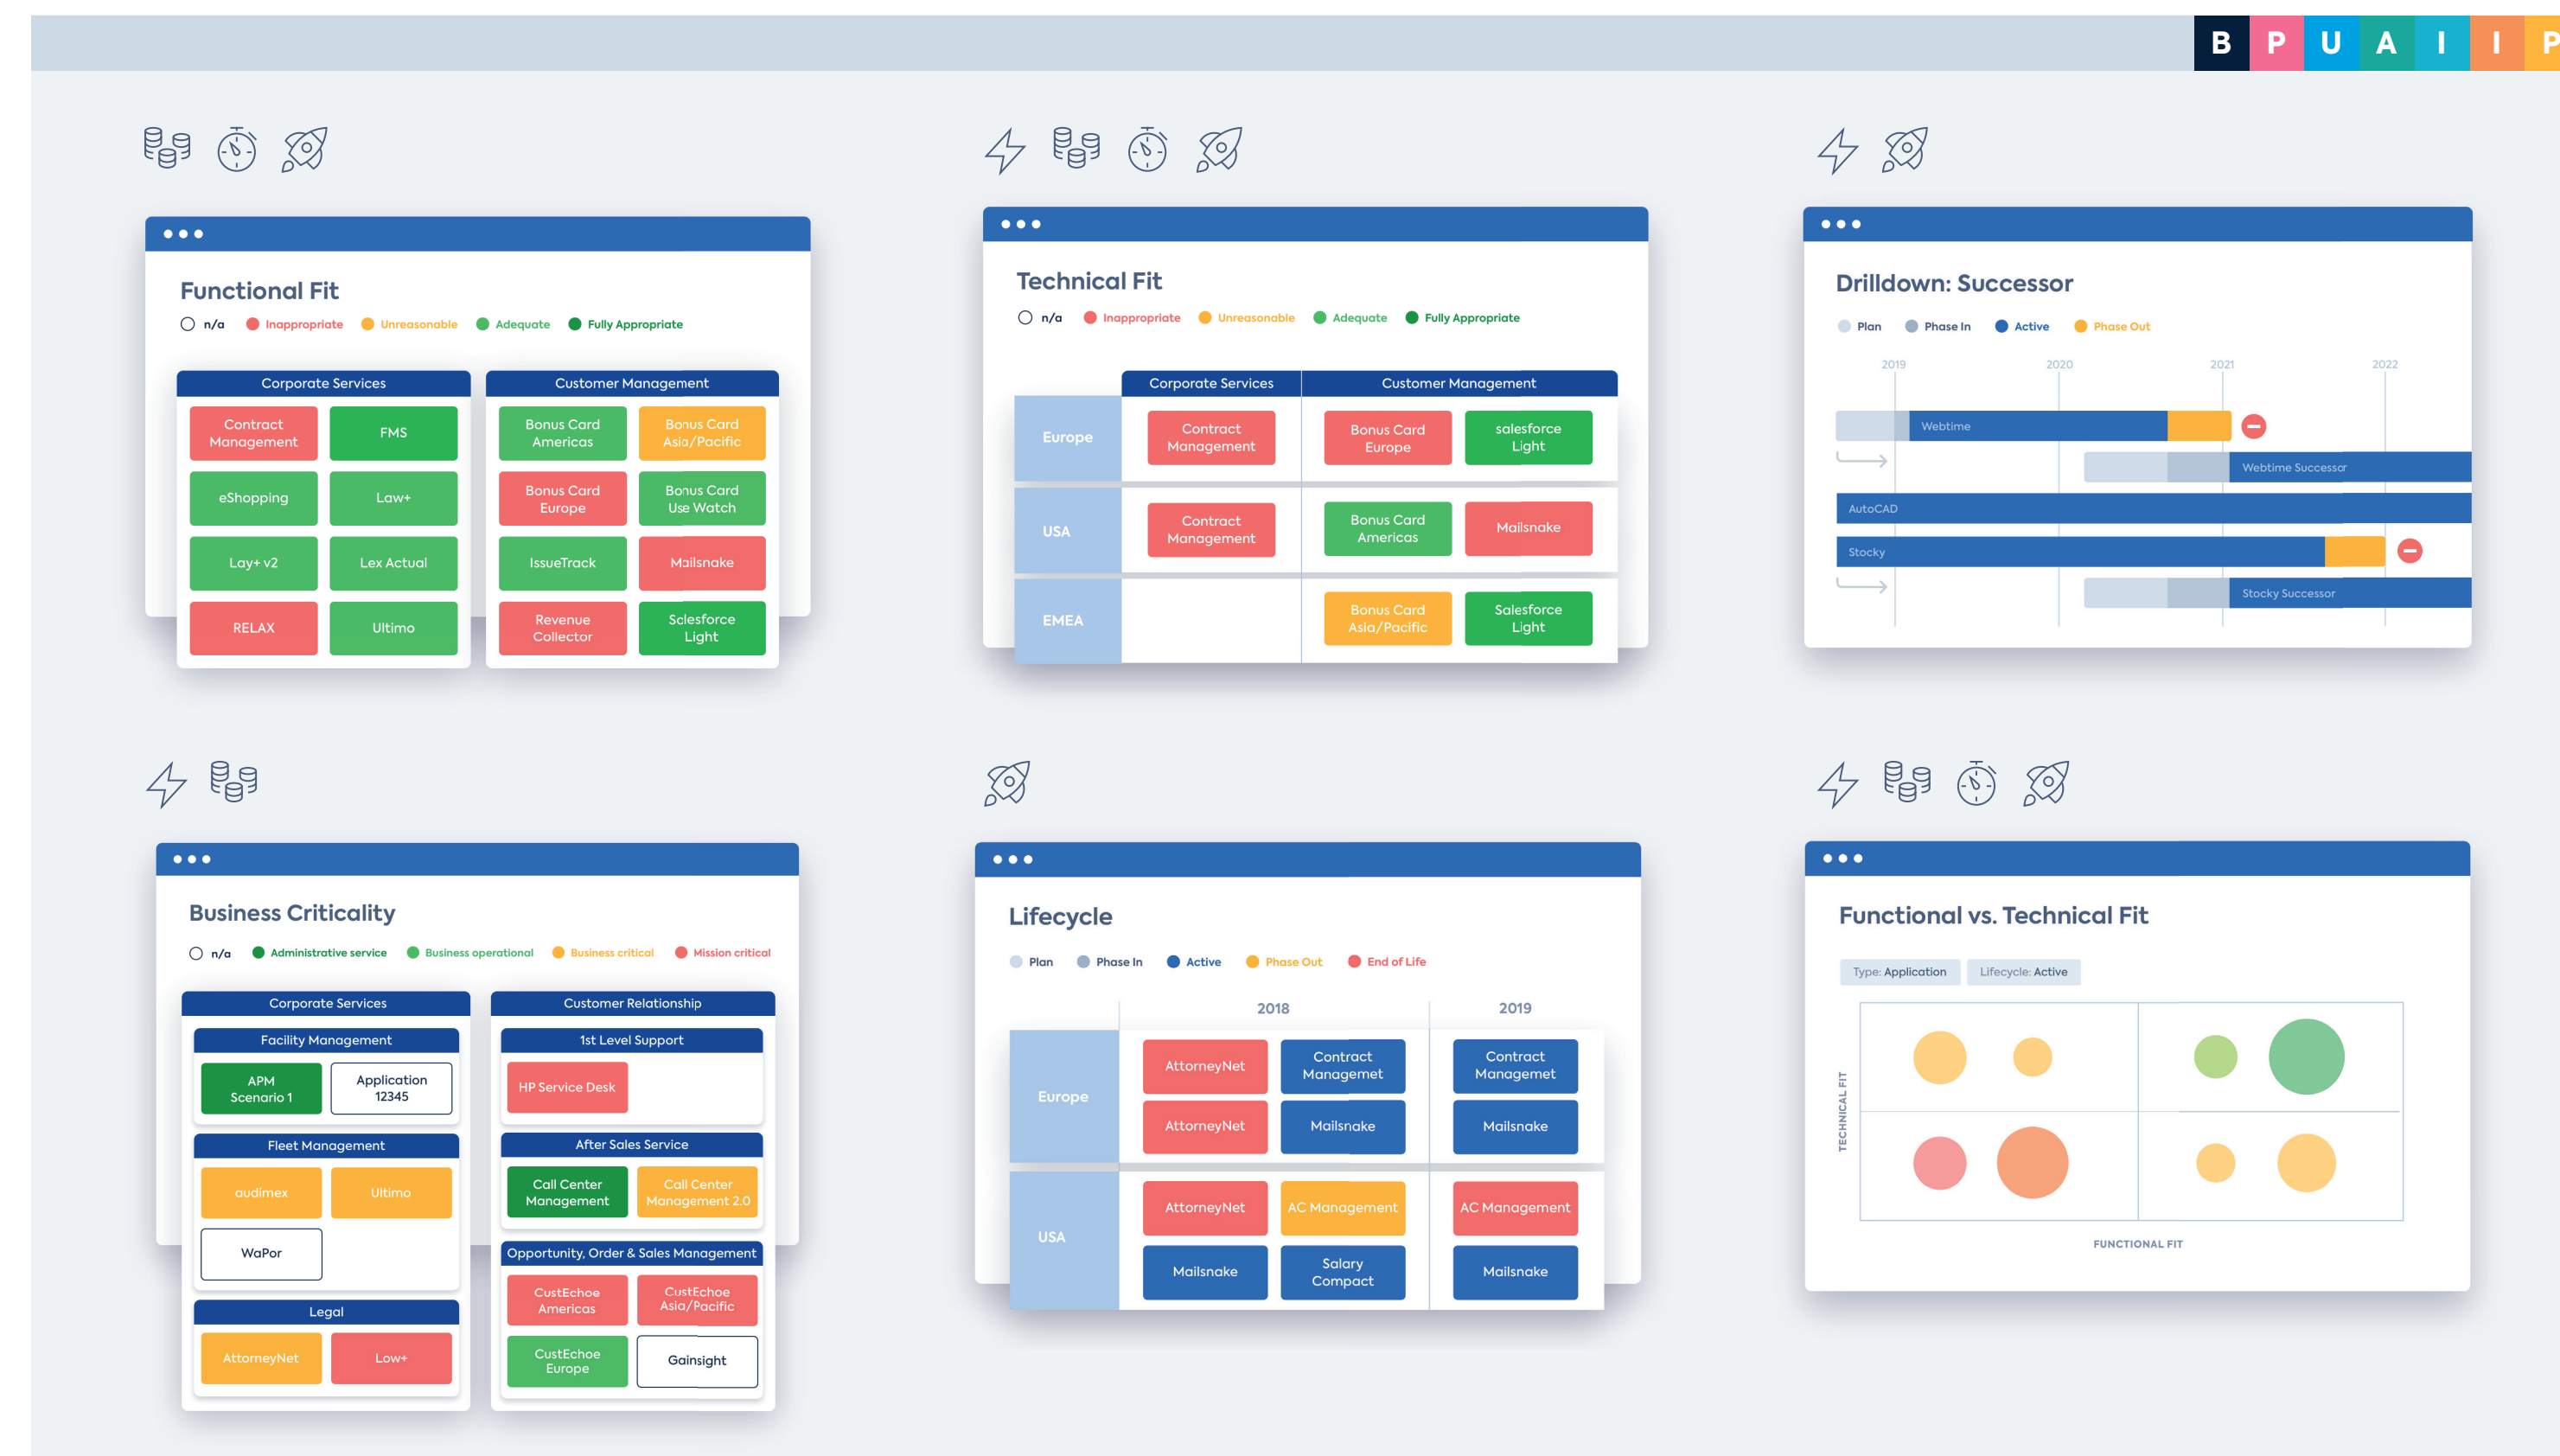 B P U A I I P
Functional Fit
n/a Inappropriate Unreasonable Adequate Fully Appropriate
Corporate Services
Contract
Management
FMS
eShopping
Law+
Lay+ v2
Lex Actual
RELAX
Ultimo
Customer Management
Bonus Card
Americas
Bonus Card
Asia/Pacific
Bonus Card
Europe
Bonus Card
Use Watch
IssueTrack
Mailsnake
Revenue
Collector
Sclesforce
Light
Technical Fit
n/a Inappropriate Unreasonable Adequate Fully Appropriate
Corporate Services
Customer Management
Europe
Contract
Management
Bonus Card
Europe
salesforce
Light
USA
Contract
Management
Bonus Card
Americas
Mailsnake
EMEA
Bonus Card
Asia/Pacific
Salesforce
Light
Drilldown: Successor
Plan Phase In Active Phase Out
2019 2020 2021 2022
Webtime
Webtime Successor
AutoCAD
Stocky
Stocky Successor
Business Criticality
n/a Administrative service Business operational Business critical Mission critical
Corporate Services
Facility Management
APM
Scenario 1
Application
12345
Fleet Management
audimex
Ultimo
WaPor
Legal
AttorneyNet
Low+
Customer Relationship
1st Level Support
HP Service Desk
After Sales Service
Call Center
Management
Call Center
Management 2.0
Opportunity, Order & Sales Management
CustEchoe
Americas
CustEchoe
Asia/Pacific
CustEchoe
Europe
Gainsight
Lifecycle
Plan Phase In Active Phase Out End of Life
2018 2019
Europe
AttorneyNet
Contract
Managemet
Contract
Managemet
AttorneyNet
Mailsnake
Mailsnake
USA
AttorneyNet
AC Management
AC Management
Mailsnake
Salary
Compact
Mailsnake
Functional vs. Technical Fit
Type: Application Lifecycle: Active
TECHNICAL FIT
FUNCTIONAL FIT